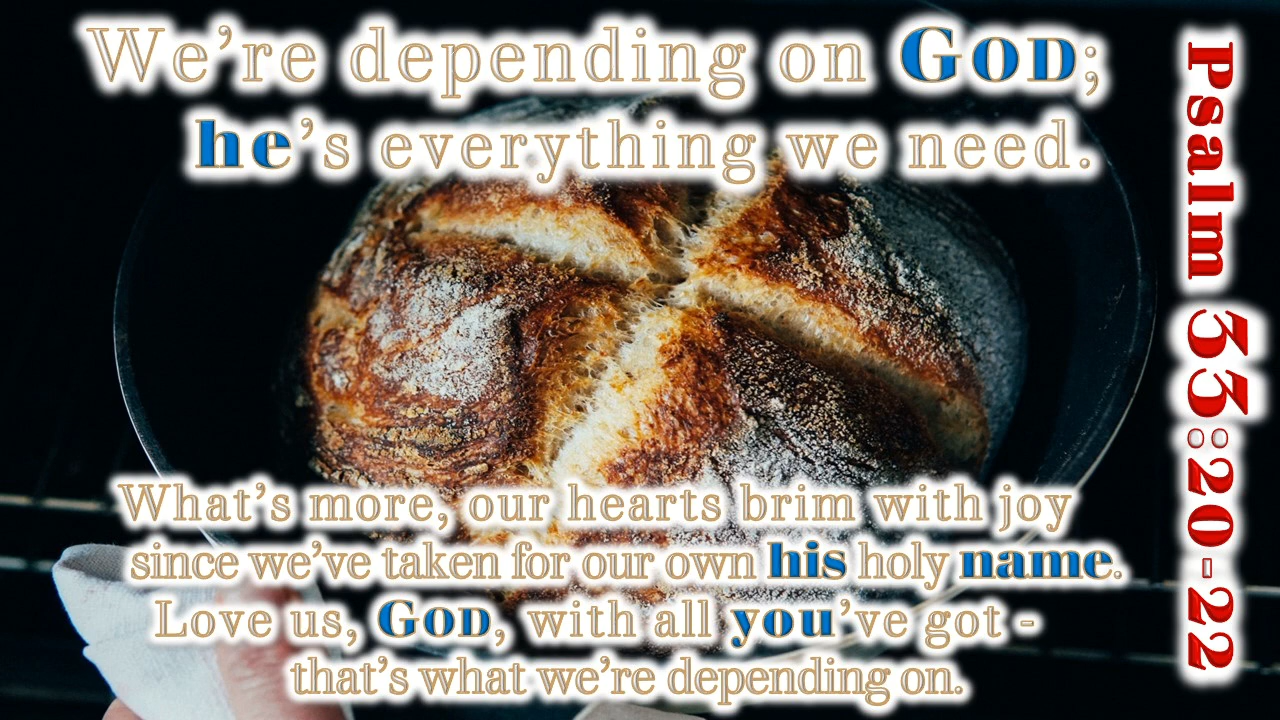 We're depending on GOD;
he's everything we need.
What's more, our hearts brim with joy
since we've taken for our own his holy name.
Love us, GOD, with all you've got -
that's what we're depending on.
Psalm 33:20-22